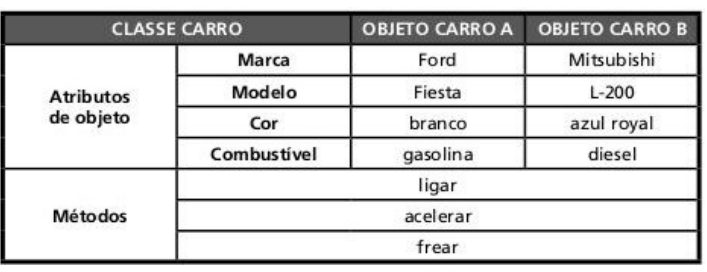 CLASSE CARRO OBJETO CARRO A OBJETO CARRO B
Atributos de objeto Marca Ford Mitsubishi
Modelo Fiesta L-200
Cor branco azul royal
Combustível gasolina diesel
Métodos ligar
acelerar
frear